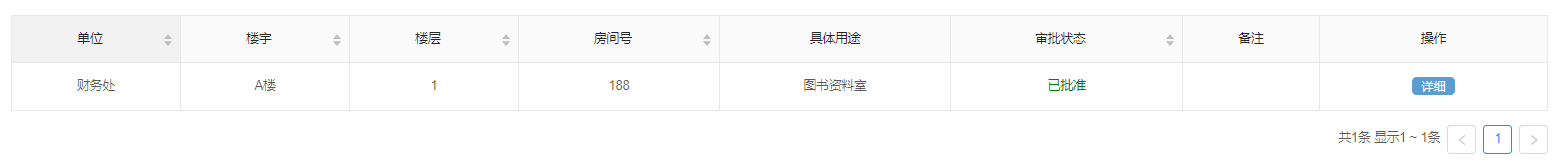 单位 楼宇 楼层 房间号 具体用途 审批状态 备注 操作
财务处 A楼 1 188 图书资料室 已批准 详细
共1条 显示1 ~ 1条 < 1 >